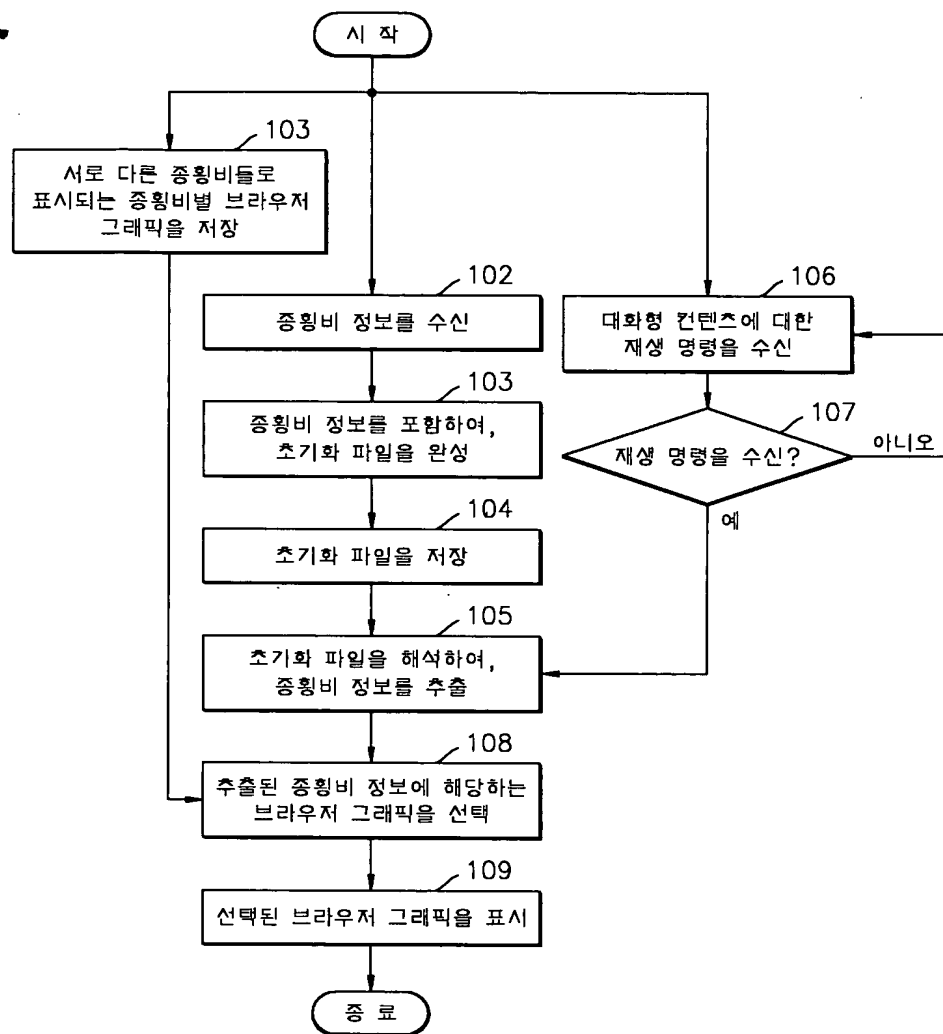 시 작
103
서로 다른 종횡비들로
표시되는 종횡비별 브라우저
그래픽을 저장
102
종횡비 정보를 수신
106
대화형 컨텐츠에 대한
재생 명령을 수신
103
종횡비 정보를 포함하여,
초기화 파일을 완성
107
재생 명령을 수신?
아니오
예
104
초기화 파일을 저장
105
초기화 파일을 해석하여,
종횡비 정보를 추출
108
추출된 종횡비 정보에 해당하는
브라우저 그래픽을 선택
109
선택된 브라우저 그래픽을 표시
종 료